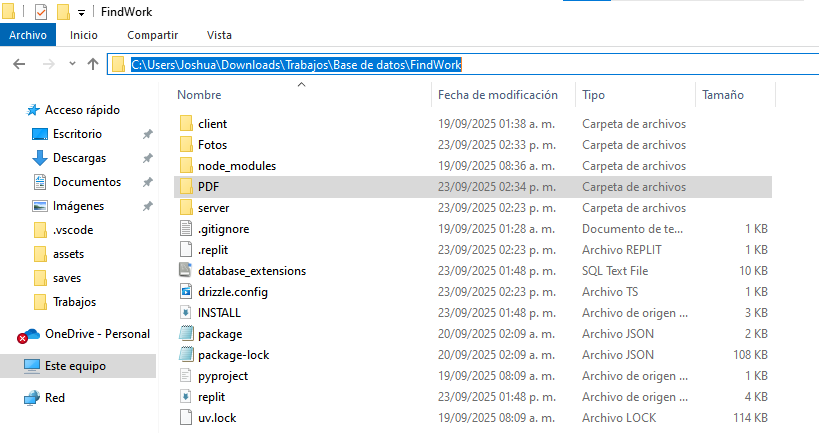 FindWork
Archivo Inicio Compartir Vista
C:\Users\Joshua\Downloads\Trabajos\Base de datos\FindWork
Acceso rápido
Escritorio
Descargas
Documentos
Imágenes
.vscode
assets
saves
Trabajos
OneDrive - Personal
Este equipo
Red
Nombre Fecha de modificación Tipo Tamaño
client 19/09/2025 01:38 a. m. Carpeta de archivos
Fotos 23/09/2025 02:33 p. m. Carpeta de archivos
node_modules 19/09/2025 08:36 a. m. Carpeta de archivos
PDF 23/09/2025 02:34 p. m. Carpeta de archivos
server 23/09/2025 02:23 p. m. Carpeta de archivos
.gitignore 19/09/2025 01:28 a. m. Documento de te... 1 KB
.replit 23/09/2025 02:23 p. m. Archivo REPLIT 1 KB
database_extensions 23/09/2025 01:48 p. m. SQL Text File 10 KB
drizzle.config 23/09/2025 02:23 p. m. Archivo TS 1 KB
INSTALL 23/09/2025 01:48 p. m. Archivo de origen ... 3 KB
package 20/09/2025 02:09 a. m. Archivo JSON 2 KB
package-lock 20/09/2025 02:09 a. m. Archivo JSON 108 KB
pyproject 19/09/2025 08:09 a. m. Archivo de origen ... 1 KB
replit 23/09/2025 01:48 p. m. Archivo de origen ... 4 KB
uv.lock 19/09/2025 08:09 a. m. Archivo LOCK 114 KB